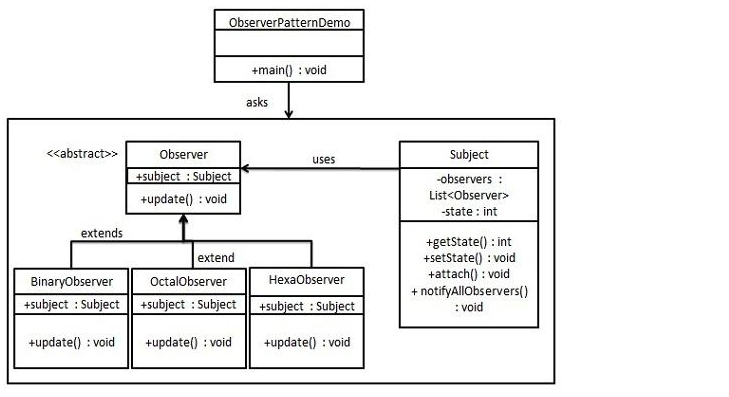 ObserverPatternDemo
+main() : void
asks
<<abstract>>
Observer
+subject : Subject
+update() : void
uses
Subject
-observers :
List<Observer>
-state : int
+getState() : int
+setState() : void
+attach() : void
+ notifyAllObservers()
: void
extends
extend
BinaryObserver
+subject : Subject
+update() : void
OctalObserver
+subject : Subject
+update() : void
HexaObserver
+subject : Subject
+update() : void